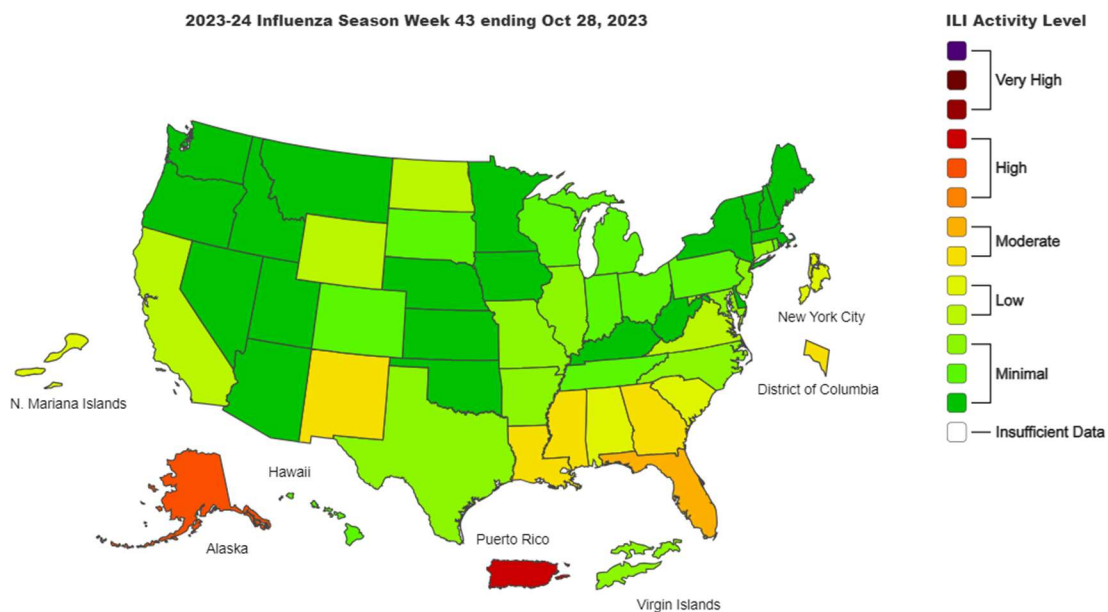 2023-24 Influenza Season Week 43 ending Oct 28, 2023
ILI Activity Level
Very High
High
Moderate
Low
Minimal
Insufficient Data
New York City
District of Columbia
N. Mariana Islands
Hawaii
Alaska
Puerto Rico
Virgin Islands